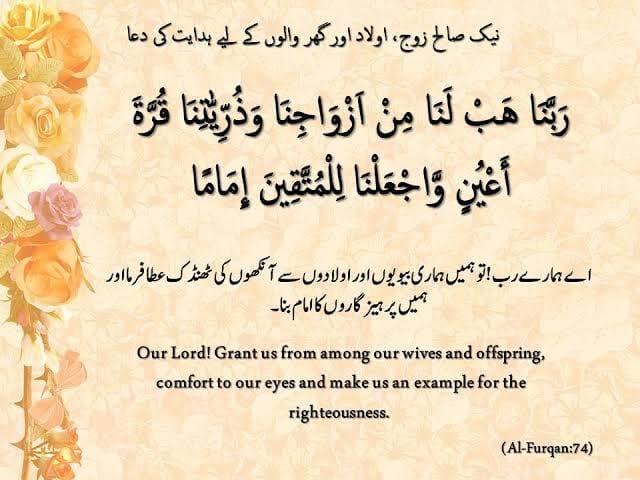 نیک صالح زوج، اولاد اور گھر والوں کے لیے ہدایت کی دعا
رَبَّنَا هَبْ لَنَا مِنْ اَزْوَاجِنَا وَذُرِّيّٰتِنَا قُرَّةَ
أَعْيُنٍ وَّاجْعَلْنَا لِلْمُتَّقِينَ إِمَامًا
اے ہمارے رب! تو ہمیں ہماری بیویوں اور اولادوں سے آنکھوں کی ٹھنڈک عطا فرما اور
ہمیں پرہیز گاروں کا امام بنا۔
Our Lord! Grant us from among our wives and offspring,
comfort to our eyes and make us an example for the
righteousness.
(Al-Furqan:74)